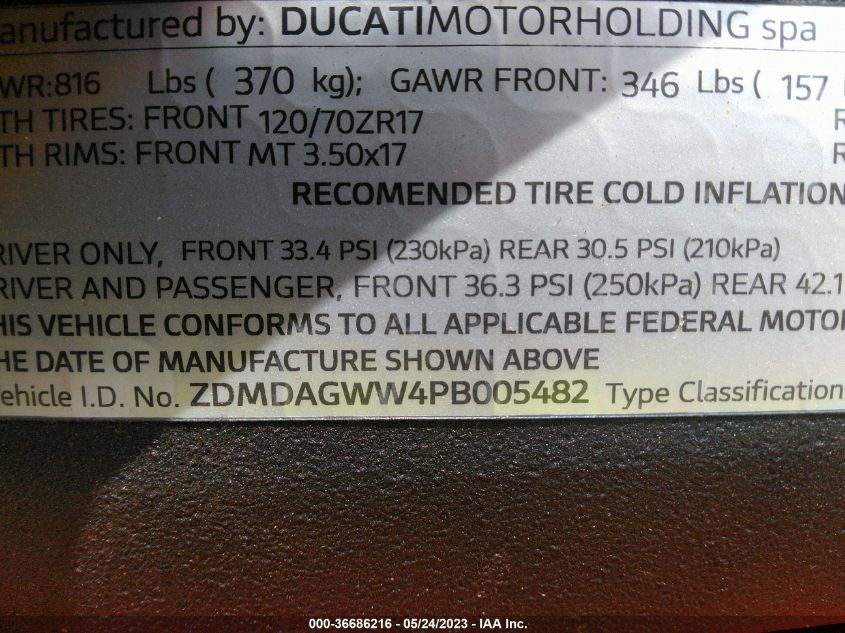 anufactured by: DUCATIMOTORHOLDING spa
WR:816 Lbs ( 370 kg); GAWR FRONT: 346 Lbs ( 157
TH TIRES: FRONT 120/70ZR17 R
TH RIMS: FRONT MT 3.50x17 R
RECOMENDED TIRE COLD INFLATION
RIVER ONLY, FRONT 33.4 PSI (230kPa) REAR 30.5 PSI (210kPa)
RIVER AND PASSENGER, FRONT 36.3 PSI (250kPa) REAR 42.1
HIS VEHICLE CONFORMS TO ALL APPLICABLE FEDERAL MOTOR
HE DATE OF MANUFACTURE SHOWN ABOVE
ehicle I.D. No. ZDMDAGWW4PB005482 Type Classification
000-36686216 - 05/24/2023 - IAA Inc.